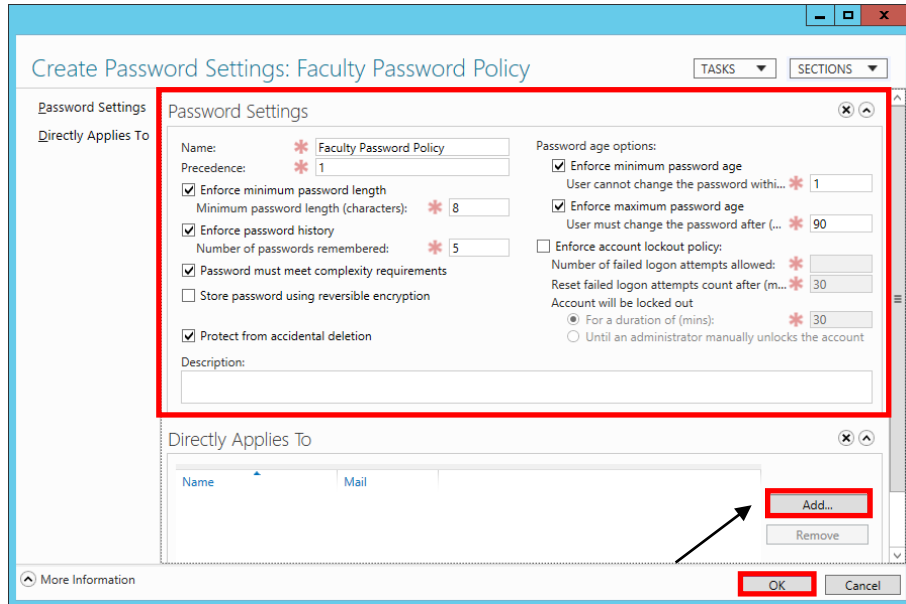 Create Password Settings: Faculty Password Policy
TASKS
SECTIONS
Password Settings
Directly Applies To
Password Settings
Name:
Faculty Password Policy
Precedence:
1
Enforce minimum password length
Minimum password length (characters):
8
Enforce password history
Number of passwords remembered:
5
Password must meet complexity requirements
Store password using reversible encryption
Protect from accidental deletion
Password age options:
Enforce minimum password age
User cannot change the password withi...
1
Enforce maximum password age
User must change the password after (...
90
Enforce account lockout policy:
Number of failed logon attempts allowed:
Reset failed logon attempts count after (m...
30
Account will be locked out
For a duration of (mins):
30
Until an administrator manually unlocks the account
Description:
Directly Applies To
Name
Mail
Add...
Remove
More Information
OK
Cancel